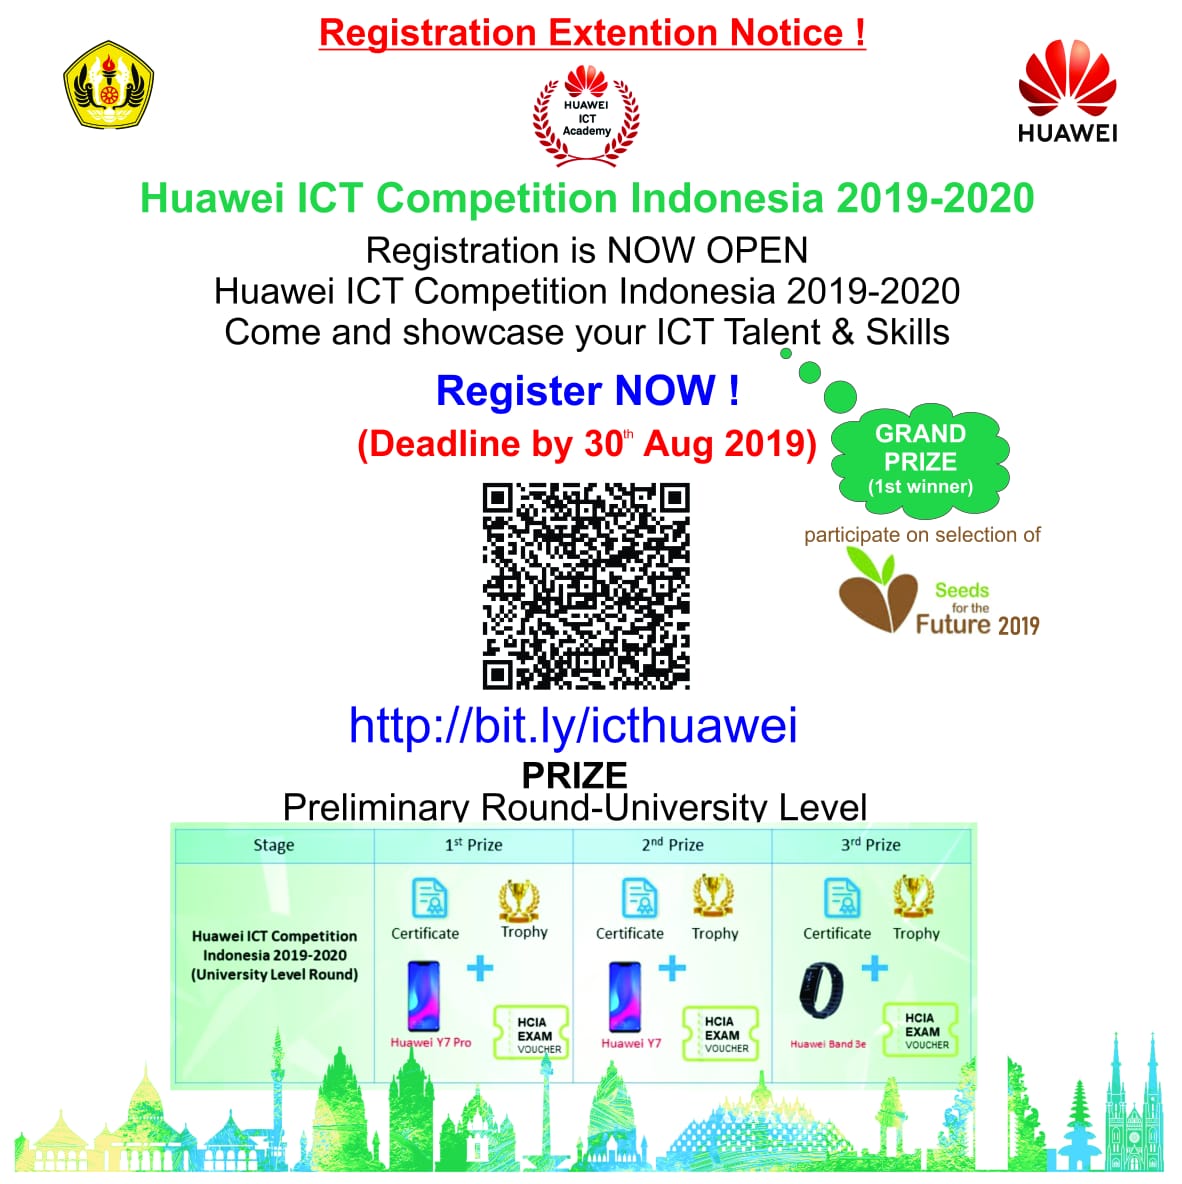 Registration Extention Notice !
HUAWEI
ICT
Academy
HUAWEI
Huawei ICT Competition Indonesia 2019-2020
Registration is NOW OPEN
Huawei ICT Competition Indonesia 2019-2020
Come and showcase your ICT Talent & Skills
Register NOW !
(Deadline by 30th Aug 2019)
GRAND
PRIZE
(1st winner)
participate on selection of
Seeds
for the
Future 2019
http://bit.ly/icthuawei
PRIZE
Preliminary Round-University Level
Stage 1st Prize 2nd Prize 3rd Prize
Huawei ICT Competition
Indonesia 2019-2020
(University Level Round)
Certificate Trophy
+
Huawei Y7 Pro
HCIA
EXAM
VOUCHER
Certificate Trophy
+
Huawei Y7
HCIA
EXAM
VOUCHER
Certificate Trophy
+
Huawei Band 3e
HCIA
EXAM
VOUCHER